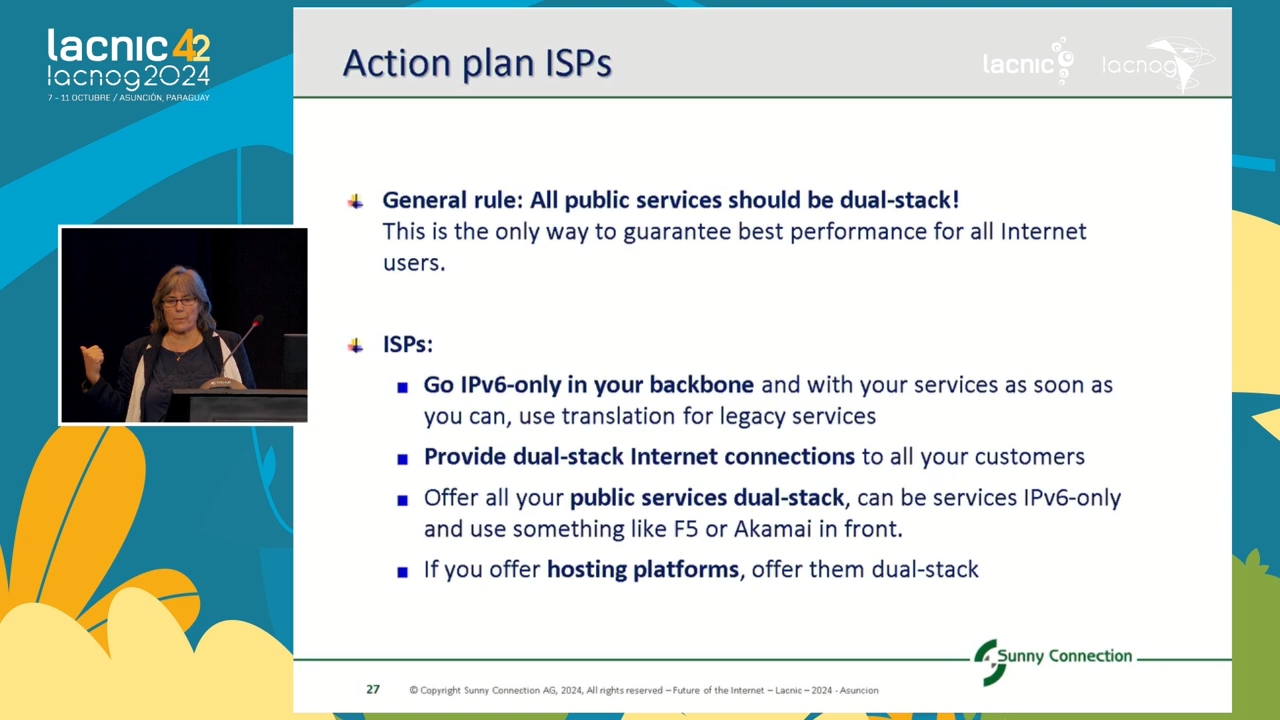 lacnic 42
lacnog2024
7 - 11 OCTUBRE / ASUNCIÓN, PARAGUAY
Action plan ISPs
lacnic
lacnog
General rule: All public services should be dual-stack!
This is the only way to guarantee best performance for all Internet
users.
ISPs:
Go IPv6-only in your backbone and with your services as soon as
you can, use translation for legacy services
Provide dual-stack Internet connections to all your customers
Offer all your public services dual-stack, can be services IPv6-only
and use something like F5 or Akamai in front.
If you offer hosting platforms, offer them dual-stack
Sunny Connection
27
© Copyright Sunny Connection AG, 2024, All rights reserved – Future of the Internet – Lacnic – 2024 - Asuncion